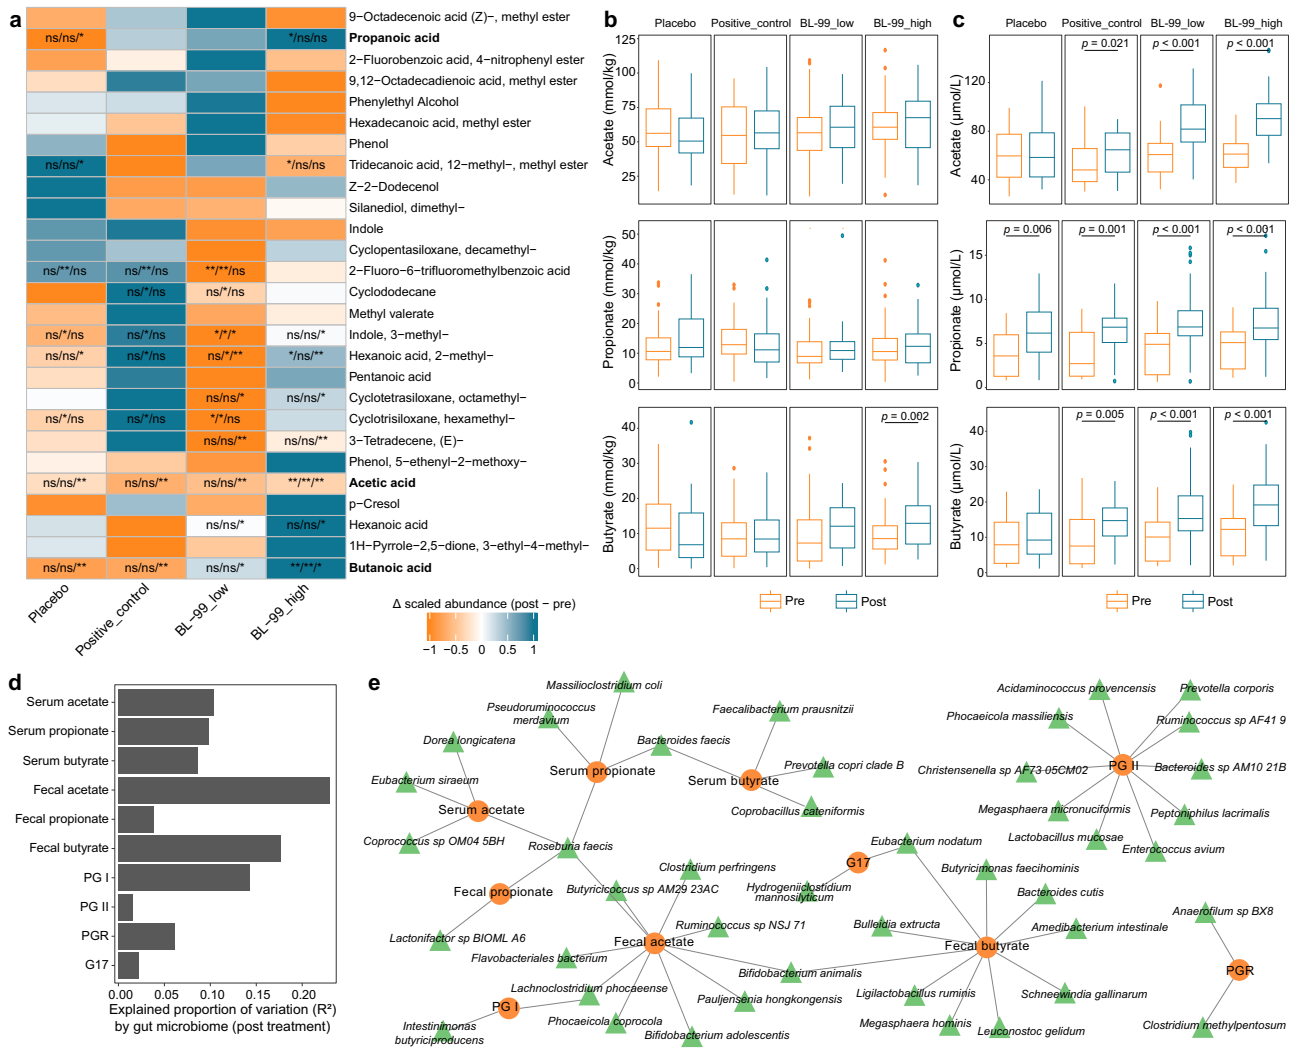 a
9−Octadecenoic acid (Z)−, methyl ester
ns/ns/*
*/ns/ns
Propanoic acid
2−Fluorobenzoic acid, 4−nitrophenyl ester
9,12−Octadecadienoic acid, methyl ester
Phenylethyl Alcohol
Hexadecanoic acid, methyl ester
Phenol
ns/ns/*
*/ns/ns
Tridecanoic acid, 12−methyl−, methyl ester
Z−2−Dodecenol
Silanediol, dimethyl−
Indole
Cyclopentasiloxane, decamethyl−
ns/**/ns
ns/**/ns
**/**/ns
2−Fluoro−6−trifluoromethylbenzoic acid
ns/*/ns
ns/*/ns
Cyclododecane
Methyl valerate
ns/*/ns
ns/*/ns
*/*/*
ns/ns/*
Indole, 3−methyl−
ns/ns/*
ns/*/ns
ns/*/**
*/ns/**
Hexanoic acid, 2−methyl−
Pentanoic acid
ns/ns/*
ns/ns/*
Cyclotetrasiloxane, octamethyl−
ns/*/ns
ns/*/ns
*/*/ns
Cyclotrisiloxane, hexamethyl−
ns/ns/**
ns/ns/**
3−Tetradecene, (E)−
Phenol, 5−ethenyl−2−methoxy−
ns/ns/**
ns/ns/**
ns/ns/**
**/**/**
Acetic acid
p−Cresol
ns/ns/*
ns/ns/*
Hexanoic acid
1H−Pyrrole−2,5−dione, 3−ethyl−4−methyl−
ns/ns/**
ns/ns/**
ns/ns/*
**/**/*
Butanoic acid
Placebo
Positive_control
BL−99_low
BL−99_high
Δ scaled abundance (post − pre)
−1 −0.5 0 0.5 1
b
Placebo
Positive_control
BL−99_low
BL−99_high
Acetate (mmol/kg)
125
100
75
50
25
Propionate (mmol/kg)
50
40
30
20
10
0
Butyrate (mmol/kg)
p = 0.002
40
30
20
10
0
Pre
Post
c
Placebo
Positive_control
BL−99_low
BL−99_high
Acetate (μmol/L)
p = 0.021
p < 0.001
p < 0.001
120
80
40
Propionate (μmol/L)
p = 0.006
p = 0.001
p < 0.001
p < 0.001
15
10
5
0
Butyrate (μmol/L)
p = 0.005
p < 0.001
p < 0.001
40
30
20
10
0
Pre
Post
d
Serum acetate
Serum propionate
Serum butyrate
Fecal acetate
Fecal propionate
Fecal butyrate
PG I
PG II
PGR
G17
0.00 0.05 0.10 0.15 0.20
Explained proportion of variation (R²)
by gut microbiome (post treatment)
e
Massilioclostridium coli
Pseudoruminococcus
merdavium
Faecalibacterium prausnitzii
Dorea longicatena
Bacteroides faecis
Eubacterium siraeum
Serum propionate
Serum butyrate
Prevotella copri clade B
Serum acetate
Coprobacillus cateniformis
Coprococcus sp OM04 5BH
Roseburia faecis
Eubacterium nodatum
G17
Fecal propionate
Butyricicoccus sp AM29 23AC
Clostridium perfringens
Hydrogeniiclostidium
mannosilyticum
Lactonifactor sp BIOML A6
Ruminococcus sp NSJ 71
Fecal acetate
Flavobacteriales bacterium
Bifidobacterium animalis
Lachnoclostridium phocaeense
Pauljensenia hongkongensis
PG I
Phocaeicola coprocola
Intestinimonas
butyriciproducens
Bifidobacterium adolescentis
Acidaminococcus provencensis
Prevotella corporis
Phocaeicola massiliensis
Ruminococcus sp AF41 9
Christensenella sp AF73 05CM02
PG II
Bacteroides sp AM10 21B
Megasphaera micronuciformis
Peptoniphilus lacrimalis
Lactobacillus mucosae
Enterococcus avium
Butyricimonas faecihominis
Bacteroides cutis
Bulleidia extructa
Amedibacterium intestinale
Fecal butyrate
Ligilactobacillus ruminis
Schneewindia gallinarum
Megasphaera hominis
Leuconostoc gelidum
Anaerofilum sp BX8
PGR
Clostridium methylpentosum